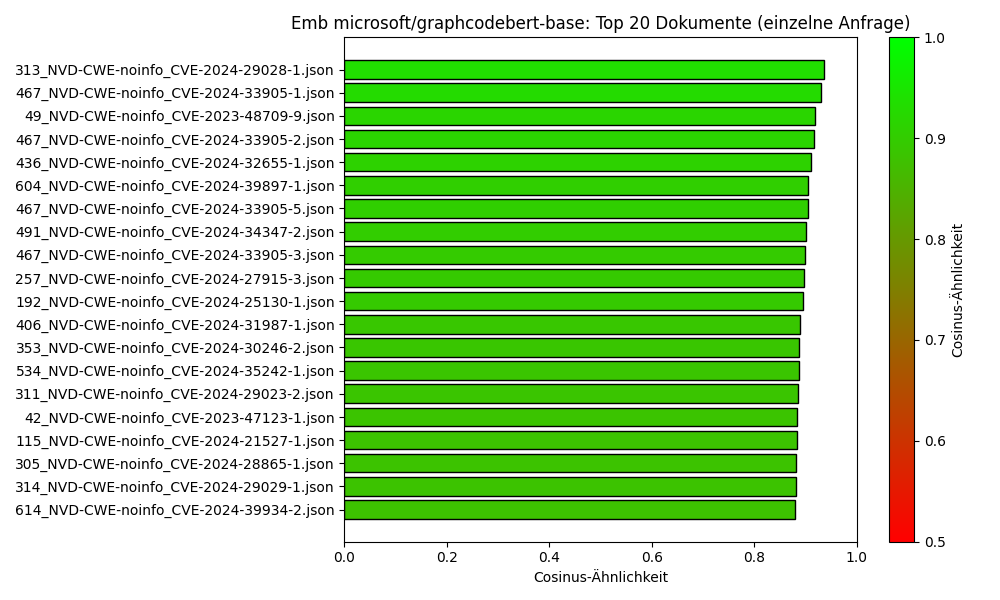 Emb microsoft/graphcodebert-base: Top 20 Dokumente (einzelne Anfrage)
313_NVD-CWE-noinfo_CVE-2024-29028-1.json
467_NVD-CWE-noinfo_CVE-2024-33905-1.json
49_NVD-CWE-noinfo_CVE-2023-48709-9.json
467_NVD-CWE-noinfo_CVE-2024-33905-2.json
436_NVD-CWE-noinfo_CVE-2024-32655-1.json
604_NVD-CWE-noinfo_CVE-2024-39897-1.json
467_NVD-CWE-noinfo_CVE-2024-33905-5.json
491_NVD-CWE-noinfo_CVE-2024-34347-2.json
467_NVD-CWE-noinfo_CVE-2024-33905-3.json
257_NVD-CWE-noinfo_CVE-2024-27915-3.json
192_NVD-CWE-noinfo_CVE-2024-25130-1.json
406_NVD-CWE-noinfo_CVE-2024-31987-1.json
353_NVD-CWE-noinfo_CVE-2024-30246-2.json
534_NVD-CWE-noinfo_CVE-2024-35242-1.json
311_NVD-CWE-noinfo_CVE-2024-29023-2.json
42_NVD-CWE-noinfo_CVE-2023-47123-1.json
115_NVD-CWE-noinfo_CVE-2024-21527-1.json
305_NVD-CWE-noinfo_CVE-2024-28865-1.json
314_NVD-CWE-noinfo_CVE-2024-29029-1.json
614_NVD-CWE-noinfo_CVE-2024-39934-2.json
0.0 0.2 0.4 0.6 0.8 1.0
Cosinus-Ähnlichkeit
1.0
0.9
0.8
0.7
0.6
0.5
Cosinus-Ähnlichkeit